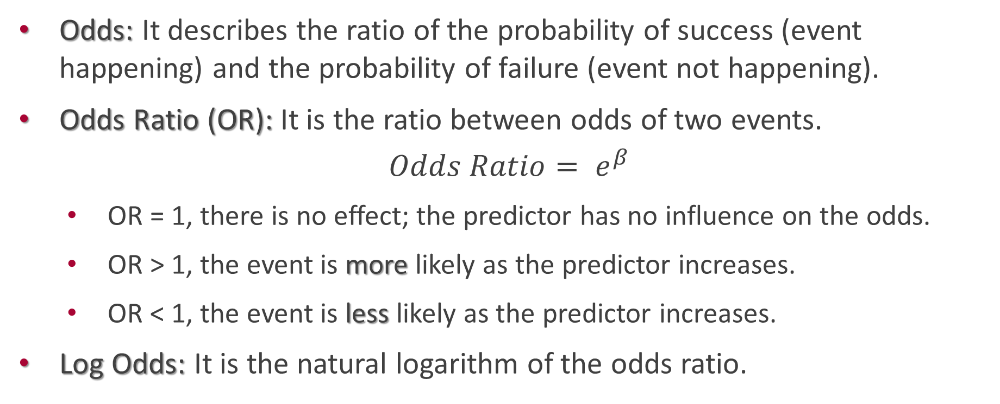 • Odds: It describes the ratio of the probability of success (event
happening) and the probability of failure (event not happening).
• Odds Ratio (OR): It is the ratio between odds of two events.
Odds Ratio = e^β
• OR = 1, there is no effect; the predictor has no influence on the odds.
• OR > 1, the event is more likely as the predictor increases.
• OR < 1, the event is less likely as the predictor increases.
• Log Odds: It is the natural logarithm of the odds ratio.